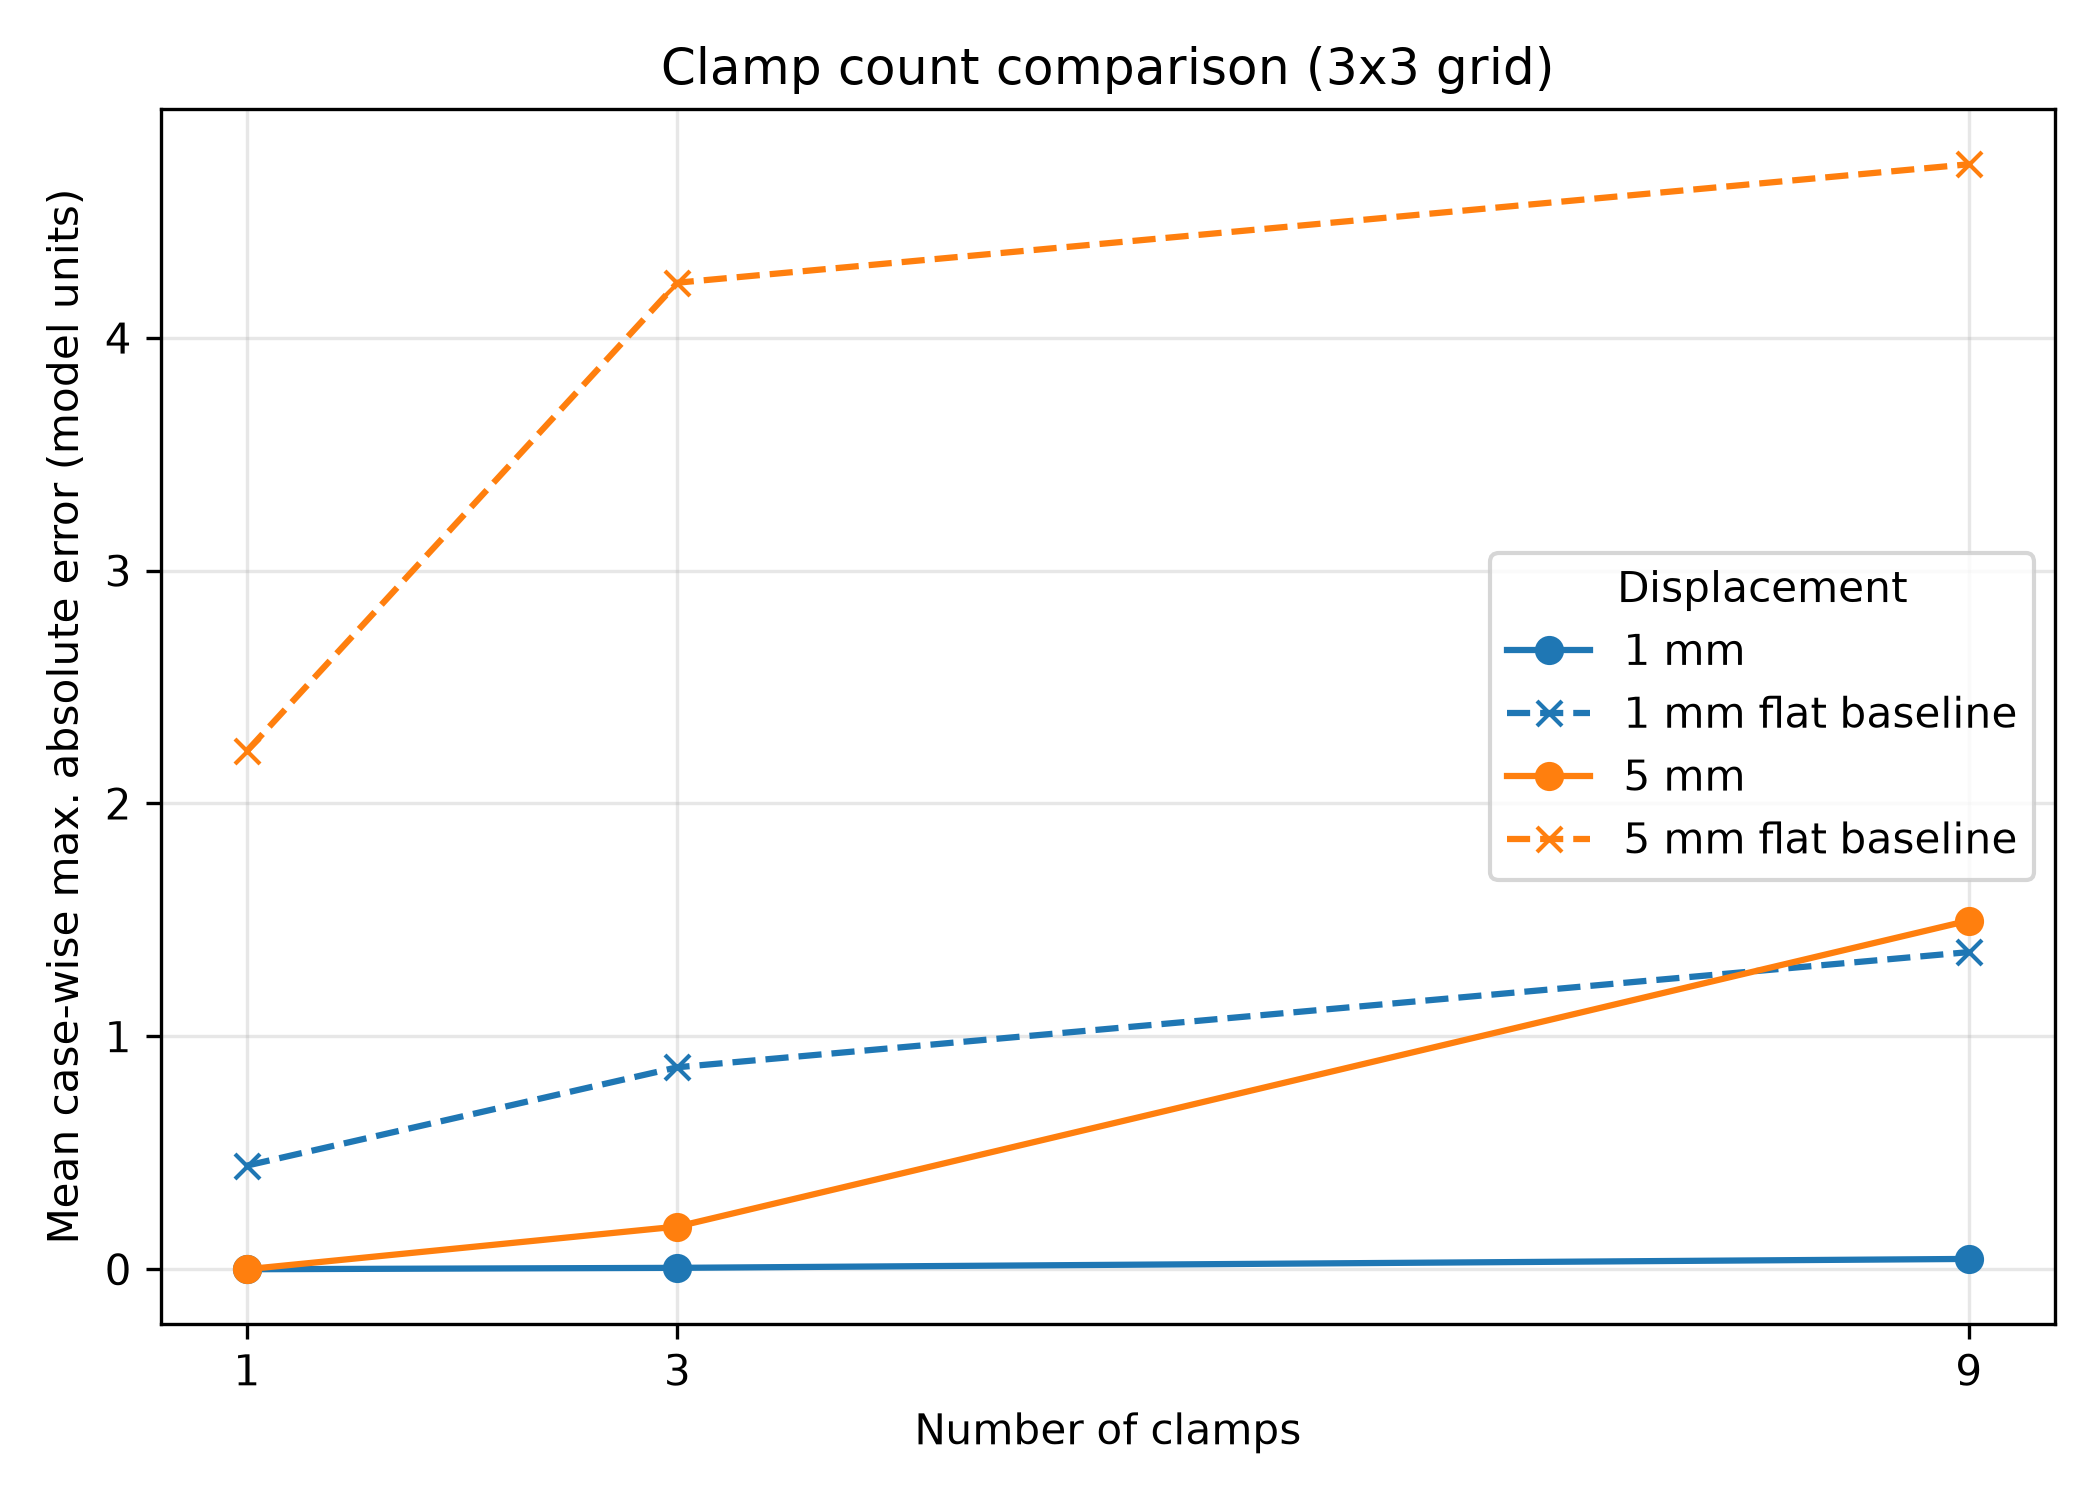 Clamp count comparison (3x3 grid)
Mean case-wise max. absolute error (model units)
4
3
2
1
0
Displacement
1 mm
1 mm flat baseline
5 mm
5 mm flat baseline
1
3
9
Number of clamps